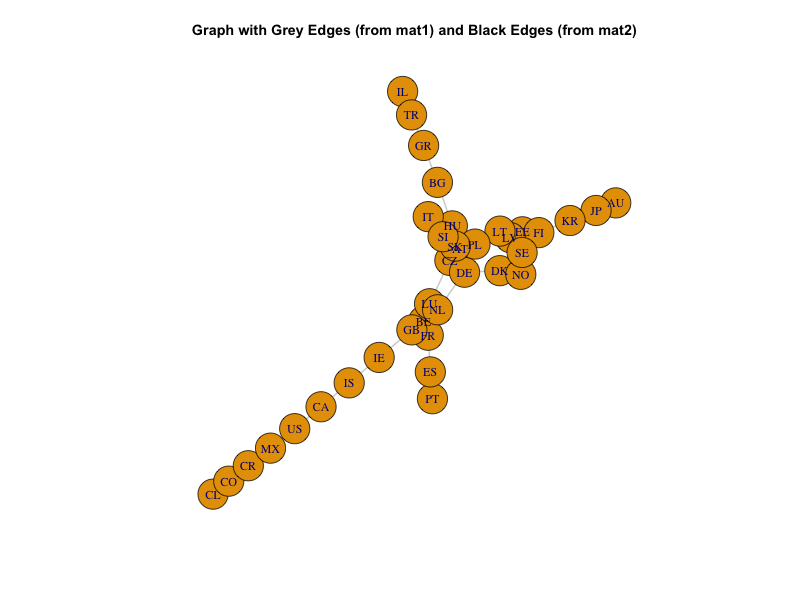 Graph with Grey Edges (from mat1) and Black Edges (from mat2)
IL
TR
GR
BG
IT
HU
SI
SK
AT
PL
CZ
DE
LT
LV
EE
FI
SE
DK
NO
KR
JP
AU
LU
NL
BE
GB
FR
ES
PT
IE
IS
CA
US
MX
CR
CO
CL